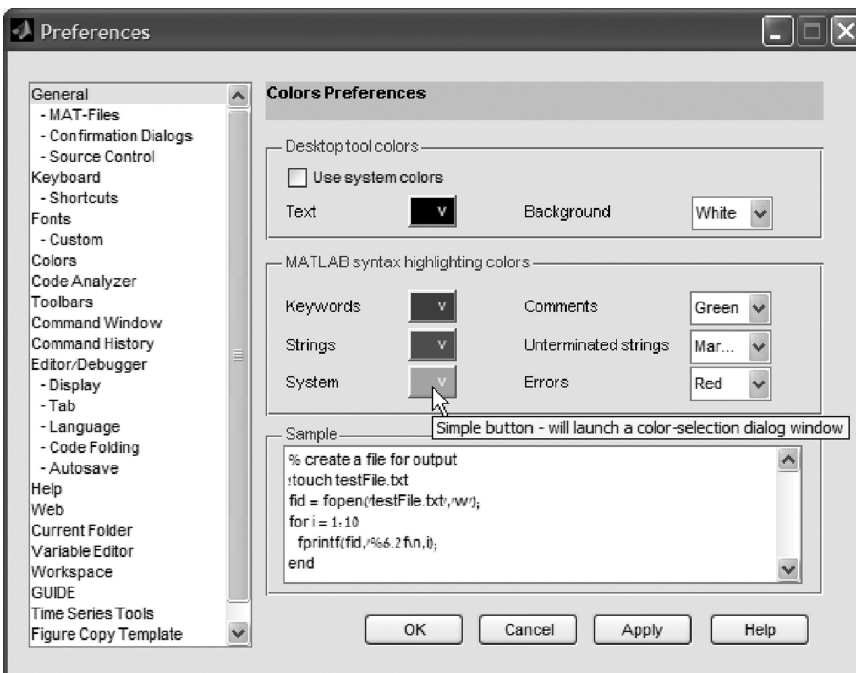 Preferences
General
- MAT-Files
- Confirmation Dialogs
- Source Control
Keyboard
- Shortcuts
Fonts
- Custom
Colors
Code Analyzer
Toolbars
Command Window
Command History
Editor/Debugger
- Display
- Tab
- Language
- Code Folding
- Autosave
Help
Web
Current Folder
Variable Editor
Workspace
GUIDE
Time Series Tools
Figure Copy Template
Colors Preferences
Desktop tool colors
Use system colors
Text V Background White
MATLAB syntax highlighting colors
Keywords V Comments Green
Strings V Unterminated strings Mar...
System V Errors Red
Simple button - will launch a color-selection dialog window
Sample
% create a file for output
!touch testFile.txt
fid = fopen('testFile.txt','w');
for i = 1:10
fprintf(fid,'%6.2f\n,i);
end
OK Cancel Apply Help